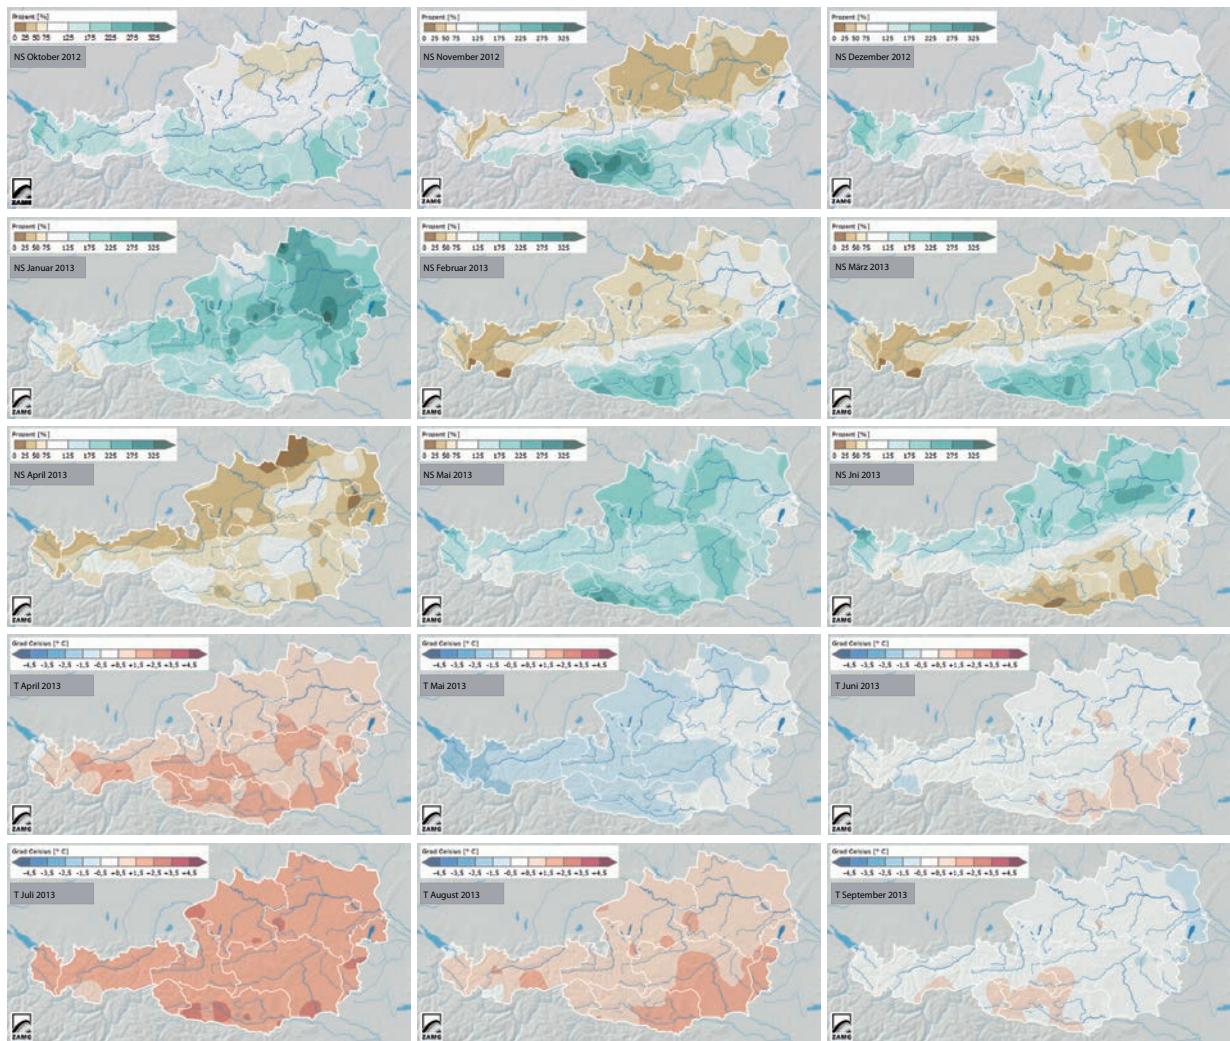 Prozent [%]
0 25 50 75 125 175 225 275 325
NS Oktober 2012
ZAMG
Prozent [%]
0 25 50 75 125 175 225 275 325
NS November 2012
Prozent [%]
0 25 50 75 125 175 225 275 325
NS Dezember 2012
Prozent [%]
0 25 50 75 125 175 225 275 325
NS Januar 2013
ZAMG
Prozent [%]
0 25 50 75 125 175 225 275 325
NS Februar 2013
ZAMG
Prozent [%]
0 25 50 75 125 175 225 275 325
NS März 2013
ZAMG
Prozent [%]
0 25 50 75 125 175 225 275 325
NS April 2013
ZAMG
Prozent [%]
0 25 50 75 125 175 225 275 325
NS Mai 2013
ZAMG
Prozent [%]
0 25 50 75 125 175 225 275 325
NS Jni 2013
ZAMG
Grad Celsius [° C]
-4,5 -3,5 -2,5 -1,5 -0,5 +0,5 +1,5 +2,5 +3,5 +4,5
T April 2013
ZAMG
Grad Celsius [° C]
-4,5 -3,5 -2,5 -1,5 -0,5 +0,5 +1,5 +2,5 +3,5 +4,5
T Mai 2013
ZAMG
Grad Celsius [° C]
-4,5 -3,5 -2,5 -1,5 -0,5 +0,5 +1,5 +2,5 +3,5 +4,5
T Juni 2013
ZAMG
Grad Celsius [° C]
-4,5 -3,5 -2,5 -1,5 -0,5 +0,5 +1,5 +2,5 +3,5 +4,5
T Juli 2013
Grad Celsius [° C]
-4,5 -3,5 -2,5 -1,5 -0,5 +0,5 +1,5 +2,5 +3,5 +4,5
T August 2013
Grad Celsius [° C]
-4,5 -3,5 -2,5 -1,5 -0,5 +0,5 +1,5 +2,5 +3,5 +4,5
T September 2013